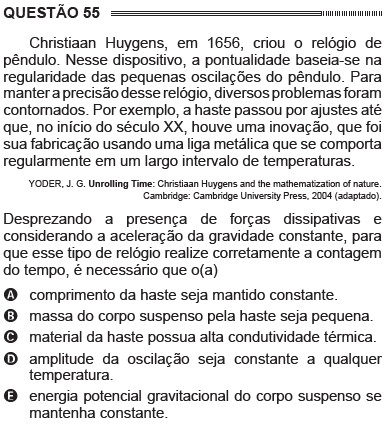 QUESTÃO 55
Christiaan Huygens, em 1656, criou o relógio de
pêndulo. Nesse dispositivo, a pontualidade baseia-se na
regularidade das pequenas oscilações do pêndulo. Para
manter a precisão desse relógio, diversos problemas foram
contornados. Por exemplo, a haste passou por ajustes até
que, no início do século XX, houve uma inovação, que foi
sua fabricação usando uma liga metálica que se comporta
regularmente em um largo intervalo de temperaturas.
YODER, J. G. Unrolling Time: Christiaan Huygens and the mathematization of nature.
Cambridge: Cambridge University Press, 2004 (adaptado).
Desprezando a presença de forças dissipativas e
considerando a aceleração da gravidade constante, para
que esse tipo de relógio realize corretamente a contagem
do tempo, é necessário que o(a)
A comprimento da haste seja mantido constante.
B massa do corpo suspenso pela haste seja pequena.
C material da haste possua alta condutividade térmica.
D amplitude da oscilação seja constante a qualquer
temperatura.
E energia potencial gravitacional do corpo suspenso se
mantenha constante.